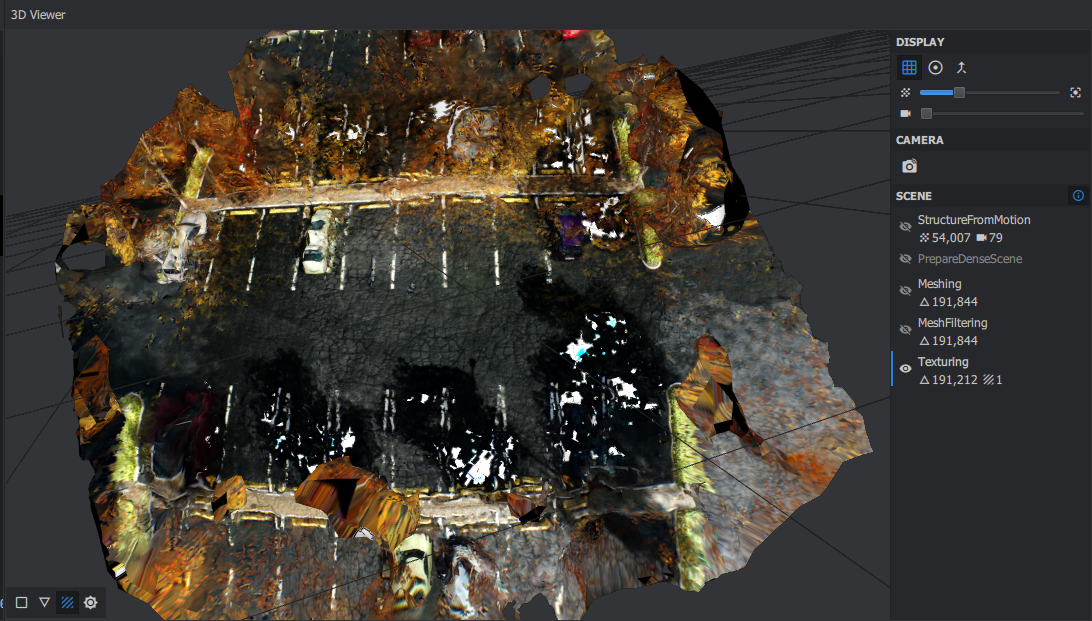 3D Viewer
DISPLAY
CAMERA
SCENE
StructureFromMotion
54,007 79
PrepareDenseScene
Meshing
191,844
MeshFiltering
191,844
Texturing
191,212 1